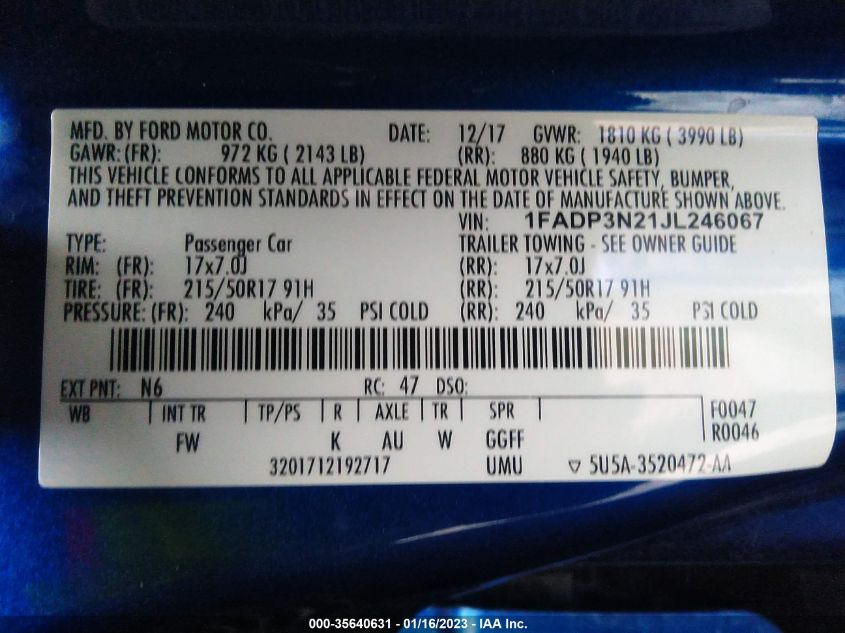 MFD. BY FORD MOTOR CO. DATE: 12/17 GVWR: 1810 KG ( 3990 LB)
GAWR: (FR): 972 KG ( 2143 LB) (RR): 880 KG ( 1940 LB)
THIS VEHICLE CONFORMS TO ALL APPLICABLE FEDERAL MOTOR VEHICLE SAFETY, BUMPER,
AND THEFT PREVENTION STANDARDS IN EFFECT ON THE DATE OF MANUFACTURE SHOWN ABOVE.
VIN: 1FADP3N21JL246067
TYPE: Passenger Car TRAILER TOWING - SEE OWNER GUIDE
RIM: (FR): 17x7.0J (RR): 17x7.0J
TIRE: (FR): 215/50R17 91H (RR): 215/50R17 91H
PRESSURE: (FR): 240 kPa/ 35 PSI COLD (RR): 240 kPa/ 35 PSI COLD
EXT PNT: N6 RC: 47 DSO:
WB INT TR TP/PS R AXLE TR SPR F0047
FW K AU W GGFF R0046
3201712192717 UMU ▽ 5U5A-3520472-AA
000-35640631 - 01/16/2023 - IAA Inc.